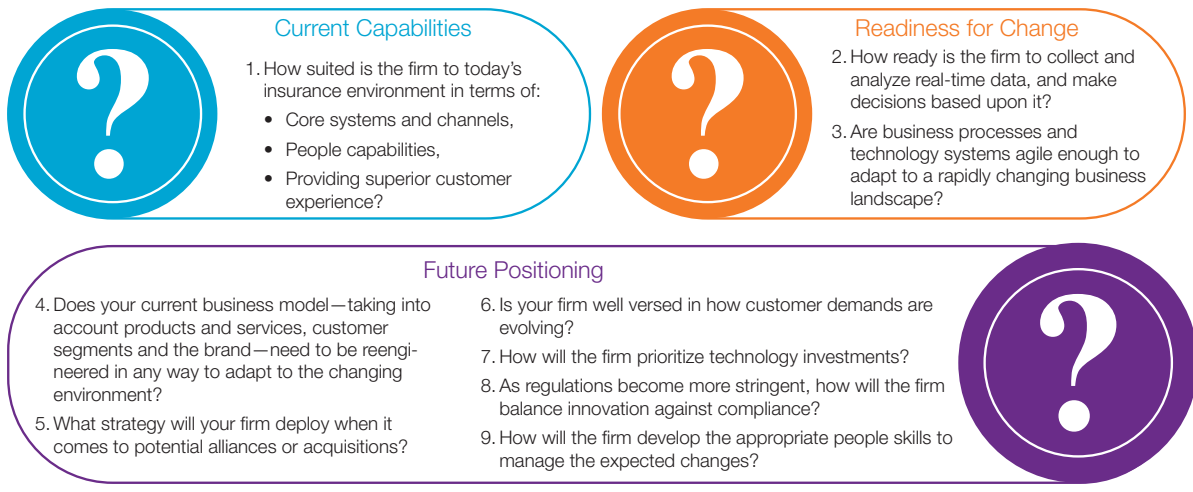 ?
Current Capabilities
1. How suited is the firm to today's
insurance environment in terms of:
• Core systems and channels,
• People capabilities,
• Providing superior customer
experience?
?
Readiness for Change
2. How ready is the firm to collect and
analyze real-time data, and make
decisions based upon it?
3. Are business processes and
technology systems agile enough to
adapt to a rapidly changing business
landscape?
Future Positioning
4. Does your current business model—taking into
account products and services, customer
segments and the brand—need to be reengi-
neered in any way to adapt to the changing
environment?
5. What strategy will your firm deploy when it
comes to potential alliances or acquisitions?
6. Is your firm well versed in how customer demands are
evolving?
7. How will the firm prioritize technology investments?
8. As regulations become more stringent, how will the firm
balance innovation against compliance?
9. How will the firm develop the appropriate people skills to
manage the expected changes?
?